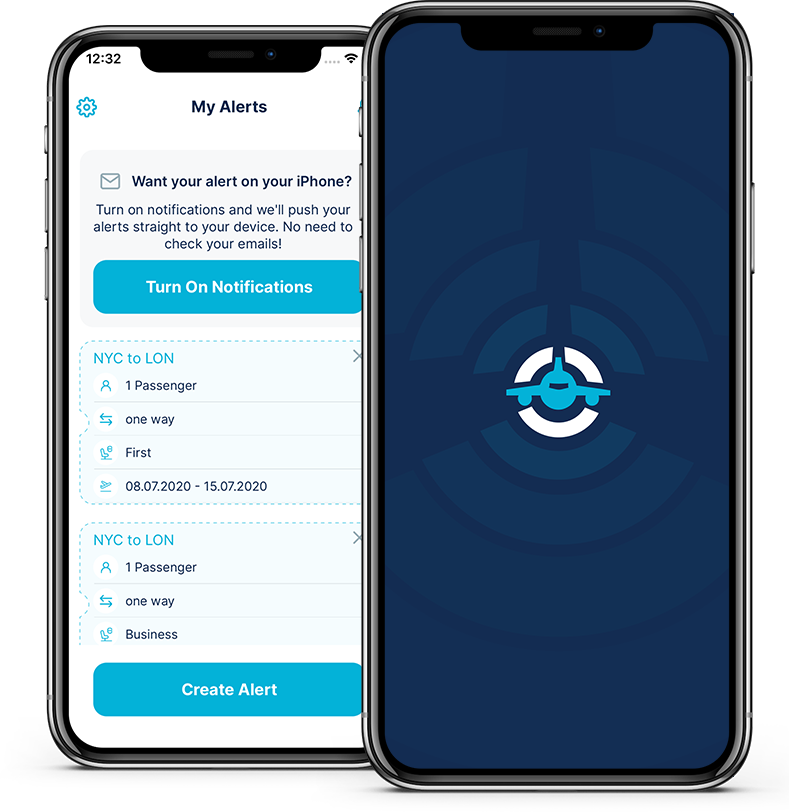 12:32
My Alerts
Want your alert on your iPhone?
Turn on notifications and we'll push your
alerts straight to your device. No need to
check your emails!
Turn On Notifications
NYC to LON
1 Passenger
one way
First
08.07.2020 - 15.07.2020
NYC to LON
1 Passenger
one way
Business
Create Alert